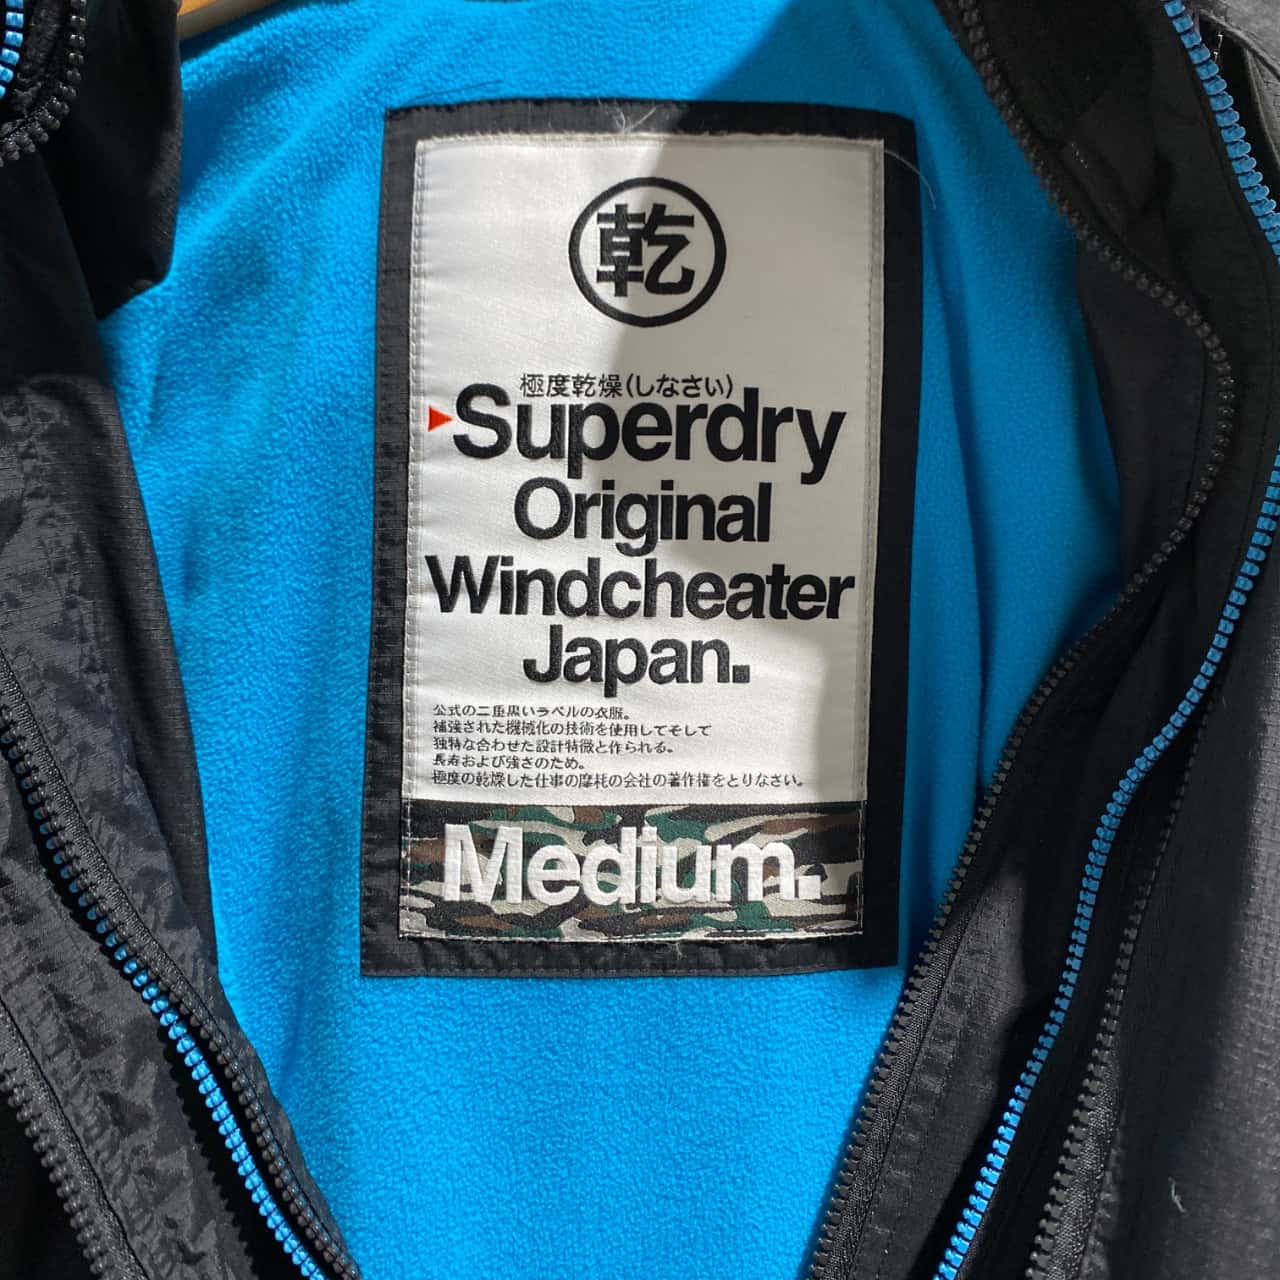 乾
極度乾燥(しなさい)
Superdry
Original
Windcheater
Japan.
公式の二重黒いラベルの衣服。
補強された機械化の技術を使用してそして
独特な合わせた設計特徴と作られる。
長寿および強さのため。
極度の乾燥した仕事の摩耗の会社の著作権をとりなさい。
Medium.